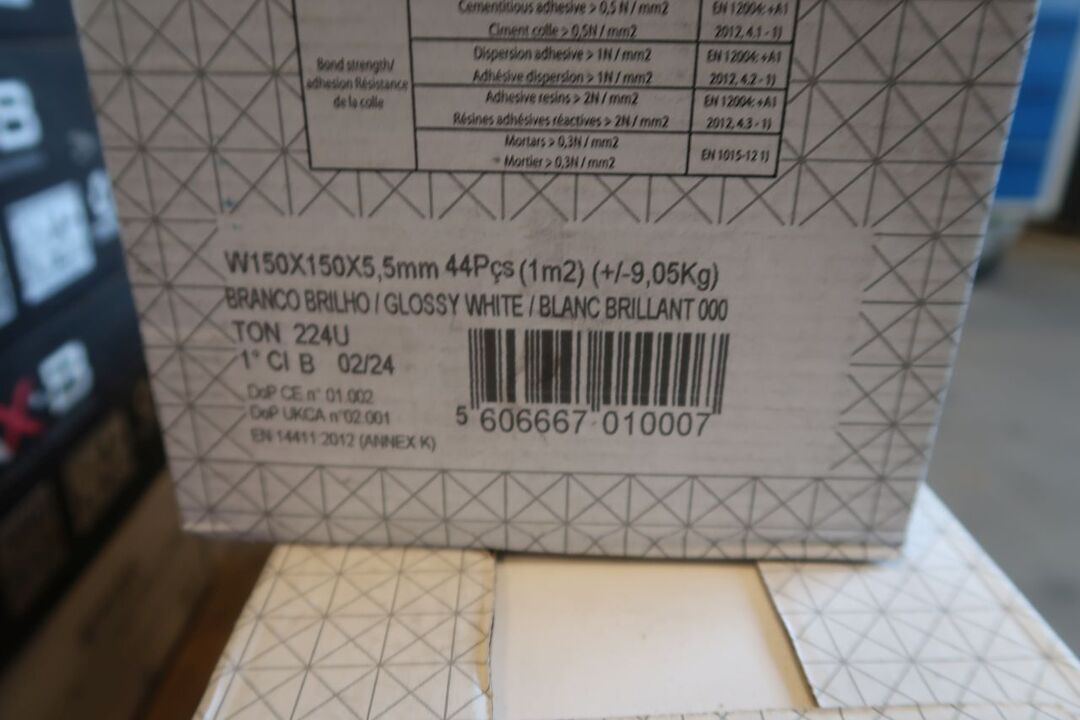 Cementitious adhesive > 0,5 N / mm2
EN 12004: +A1
Ciment colle > 0,5N / mm2
2012, 4.1 - 1)
Dispersion adhesive > 1N / mm2
EN 12004: +A1
Adhésive dispersion > 1N / mm2
2012, 4.2 - 1)
Bond strength/
adhesion Résistance
de la colle
Adhesive resins > 2N / mm2
EN 12004: +A1
Résines adhésives réactives > 2N / mm2
2012, 4.3 - 1)
Mortars > 0,3N / mm2
Mortier > 0,3N / mm2
EN 1015-12 1)
W150X150X5,5mm 44Pçs (1m2) (+/-9,05Kg)
BRANCO BRILHO / GLOSSY WHITE / BLANC BRILLANT 000
TON 224U
1° CI B 02/24
DoP CE n° 01.002
DoP UKCA n°02.001
EN 14411:2012 (ANNEX K)
5 606667 010007